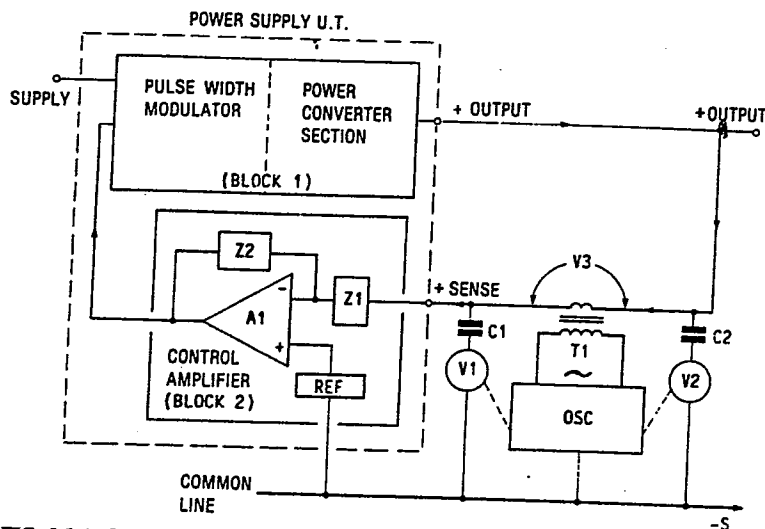 POWER SUPPLY U.T.
SUPPLY
PULSE WIDTH
MODULATOR
POWER
CONVERTER
SECTION
(BLOCK 1)
+ OUTPUT
+OUTPUT
Z2
-
A1
+
Z1
+ SENSE
V3
C1
T1
C2
V1
V2
OSC
CONTROL
AMPLIFIER
(BLOCK 2)
REF
COMMON
LINE
-S